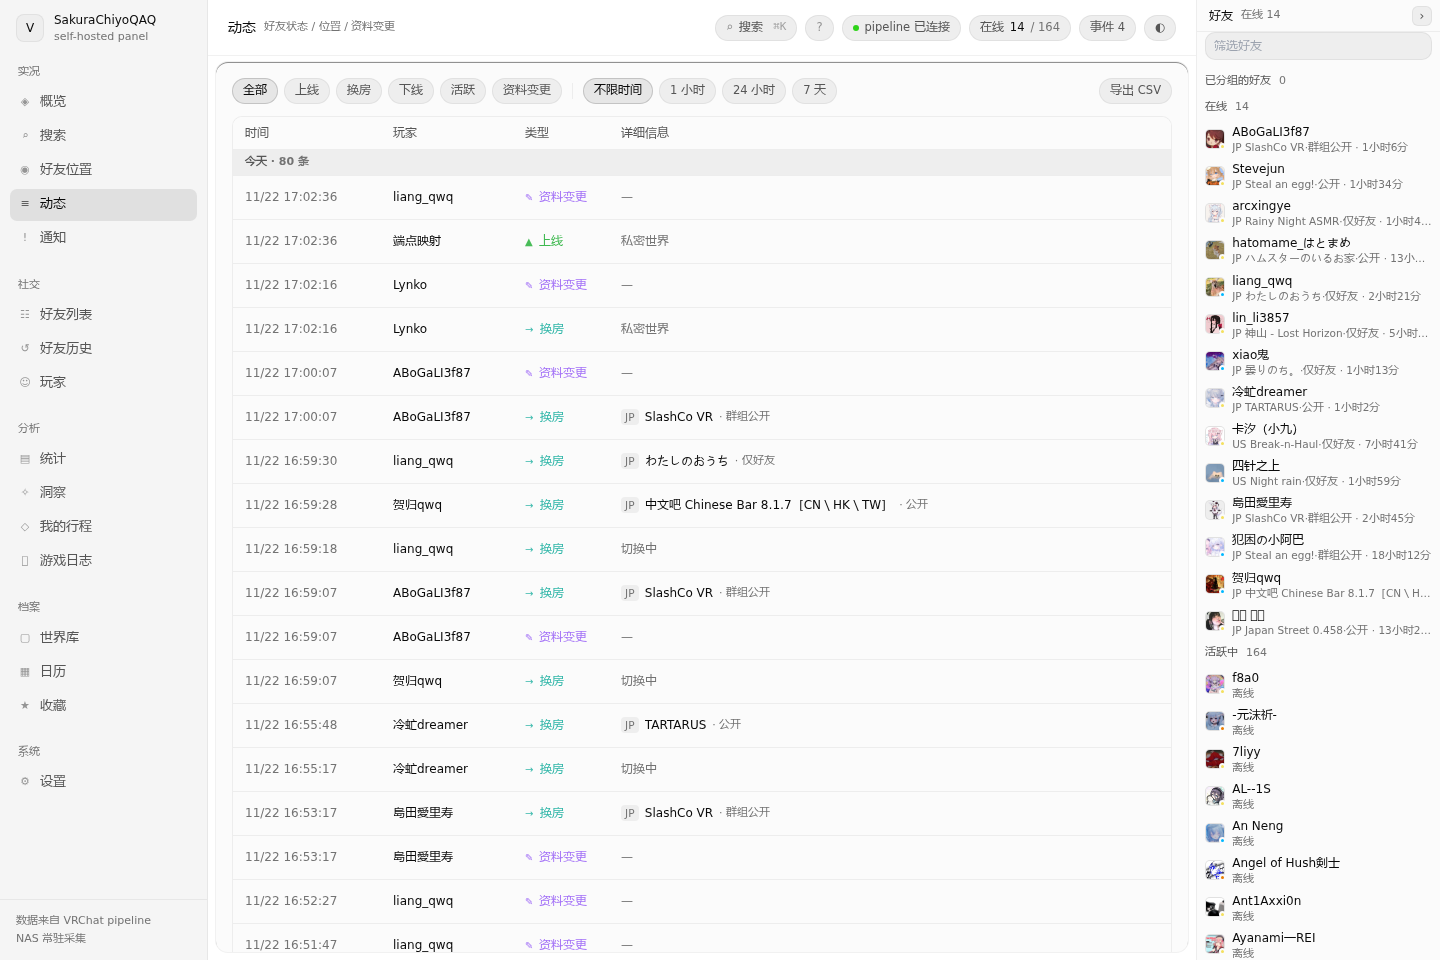 V
SakuraChiyoQAQ
self-hosted panel
实况
概览
搜索
好友位置
动态
通知
社交
好友列表
好友历史
玩家
分析
统计
洞察
我的行程
游戏日志
档案
世界库
日历
收藏
系统
设置
数据来自 VRChat pipeline
NAS 常驻采集
动态 好友状态 / 位置 / 资料变更
搜索 ⌘K
?
pipeline 已连接
在线 14 / 164
事件 4
全部 上线 换房 下线 活跃 资料变更 不限时间 1 小时 24 小时 7 天 导出 CSV
时间 玩家 类型 详细信息
今天 · 80 条
11/22 17:02:36 liang_qwq ✎ 资料变更 —
11/22 17:02:36 端点映射 ▲ 上线 私密世界
11/22 17:02:16 Lynko ✎ 资料变更 —
11/22 17:02:16 Lynko → 换房 私密世界
11/22 17:00:07 ABoGaLI3f87 ✎ 资料变更 —
11/22 17:00:07 ABoGaLI3f87 → 换房 JP SlashCo VR · 群组公开
11/22 16:59:30 liang_qwq → 换房 JP わたしのおうち · 仅好友
11/22 16:59:28 贺归qwq → 换房 JP 中文吧 Chinese Bar 8.1.7［CN \ HK \ TW］ · 公开
11/22 16:59:18 liang_qwq → 换房 切换中
11/22 16:59:07 ABoGaLI3f87 → 换房 JP SlashCo VR · 群组公开
11/22 16:59:07 ABoGaLI3f87 ✎ 资料变更 —
11/22 16:59:07 贺归qwq → 换房 切换中
11/22 16:55:48 冷虻dreamer → 换房 JP TARTARUS · 公开
11/22 16:55:17 冷虻dreamer → 换房 切换中
11/22 16:53:17 島田愛里寿 → 换房 JP SlashCo VR · 群组公开
11/22 16:53:17 島田愛里寿 ✎ 资料变更 —
11/22 16:52:27 liang_qwq ✎ 资料变更 —
11/22 16:51:47 liang_qwq ✎ 资料变更 —
好友 在线 14 ›
筛选好友
已分组的好友 0
在线 14
ABoGaLI3f87
JP SlashCo VR·群组公开 · 1小时6分
Stevejun
JP Steal an egg!·公开 · 1小时34分
arcxingye
JP Rainy Night ASMR·仅好友 · 1小时4…
hatomame_はとまめ
JP ハムスターのいるお家·公开 · 13小…
liang_qwq
JP わたしのおうち·仅好友 · 2小时21分
lin_li3857
JP 神山 - Lost Horizon·仅好友 · 5小时…
xiao鬼
JP 曇りのち。·仅好友 · 1小时13分
冷虻dreamer
JP TARTARUS·公开 · 1小时2分
卡汐（小九）
US Break-n-Haul·仅好友 · 7小时41分
四针之上
US Night rain·仅好友 · 1小时59分
島田愛里寿
JP SlashCo VR·群组公开 · 2小时45分
犯困の小阿巴
JP Steal an egg!·群组公开 · 18小时12分
贺归qwq
JP 中文吧 Chinese Bar 8.1.7［CN \ H…
JP Japan Street 0.458·公开 · 13小时2…
活跃中 164
f8a0
离线
-元沫祈-
离线
7liyy
离线
AL--1S
离线
An Neng
离线
Angel of Hush剣士
离线
Ant1Axxi0n
离线
Ayanami一REI
离线